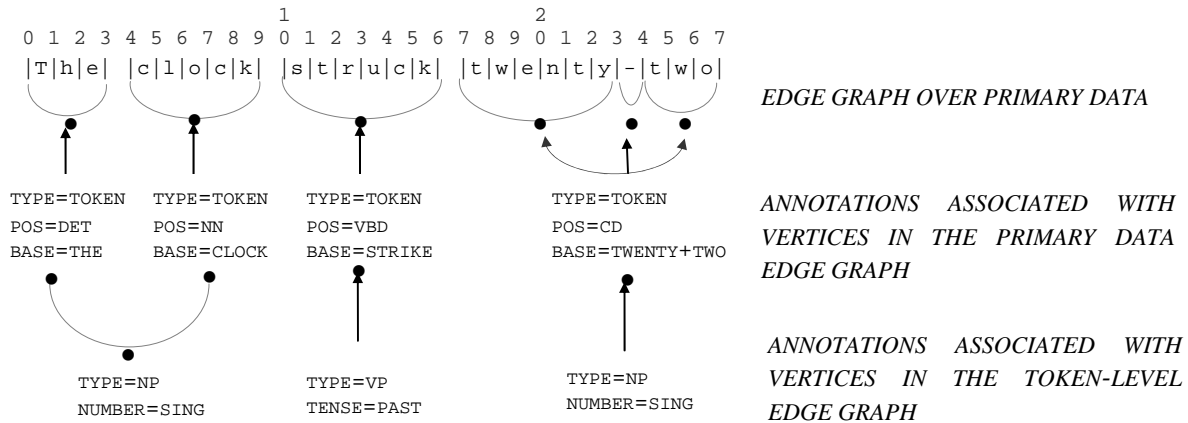 1 2
0 1 2 3 4 5 6 7 8 9 0 1 2 3 4 5 6 7 8 9 0 1 2 3 4 5 6 7
|T|h|e| |c|l|o|c|k| |s|t|r|u|c|k| |t|w|e|n|t|y|-|t|w|o|
EDGE GRAPH OVER PRIMARY DATA
TYPE=TOKEN TYPE=TOKEN TYPE=TOKEN TYPE=TOKEN
POS=DET POS=NN POS=VBD POS=CD
BASE=THE BASE=CLOCK BASE=STRIKE BASE=TWENTY+TWO
ANNOTATIONS ASSOCIATED WITH
VERTICES IN THE PRIMARY DATA
EDGE GRAPH
TYPE=NP TYPE=VP TYPE=NP
NUMBER=SING TENSE=PAST NUMBER=SING
ANNOTATIONS ASSOCIATED WITH
VERTICES IN THE TOKEN-LEVEL
EDGE GRAPH